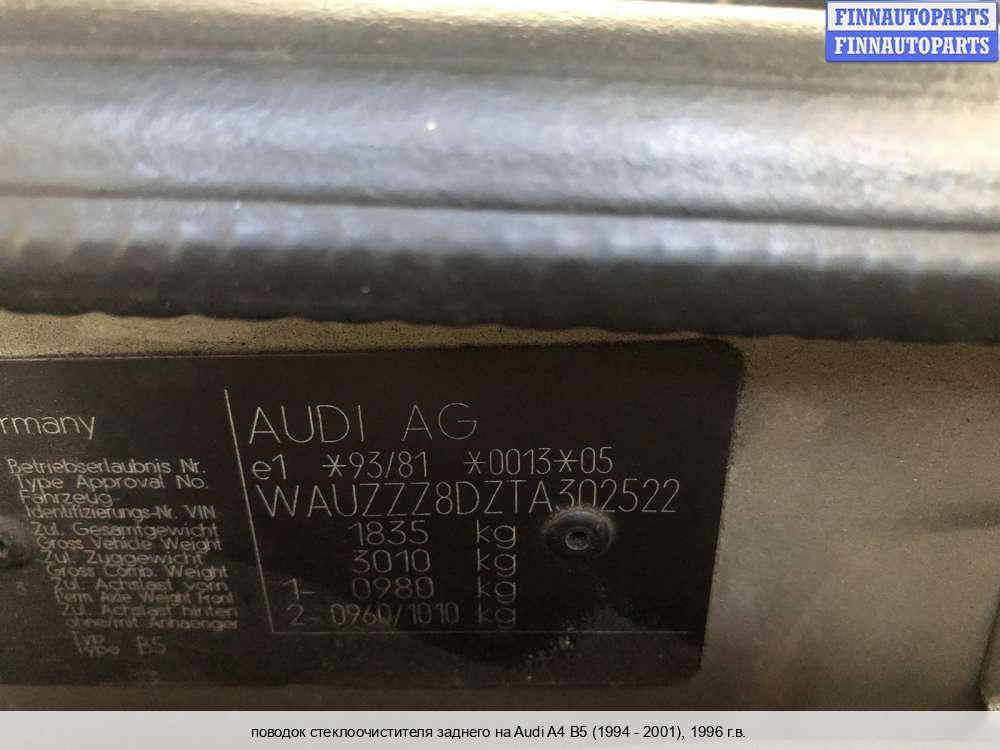 FINNAUTOPARTS
FINNAUTOPARTS
rmany
AUDI AG
Betriebserlaubnis Nr.
Type Approval No.
e1 *93/81 *0013*05
Fahrzeug-
Identifizierungs-Nr. VIN
WAUZZZ8DZTA302522
Zul. Gesamtgewicht
Gross Vehicle Weight
1835 kg
Zul. Zuggewicht
Gross Comb. Weight
3010 kg
Zul. Achslast vorn
Perm. Axle Weight Front
1- 0980 kg
Zul. Achslast hinten
ohne/mit Anhaenger
2- 0960/1010 kg
Typ
Type B5
поводок стеклоочистителя заднего на Audi A4 B5 (1994 - 2001), 1996 г.в.